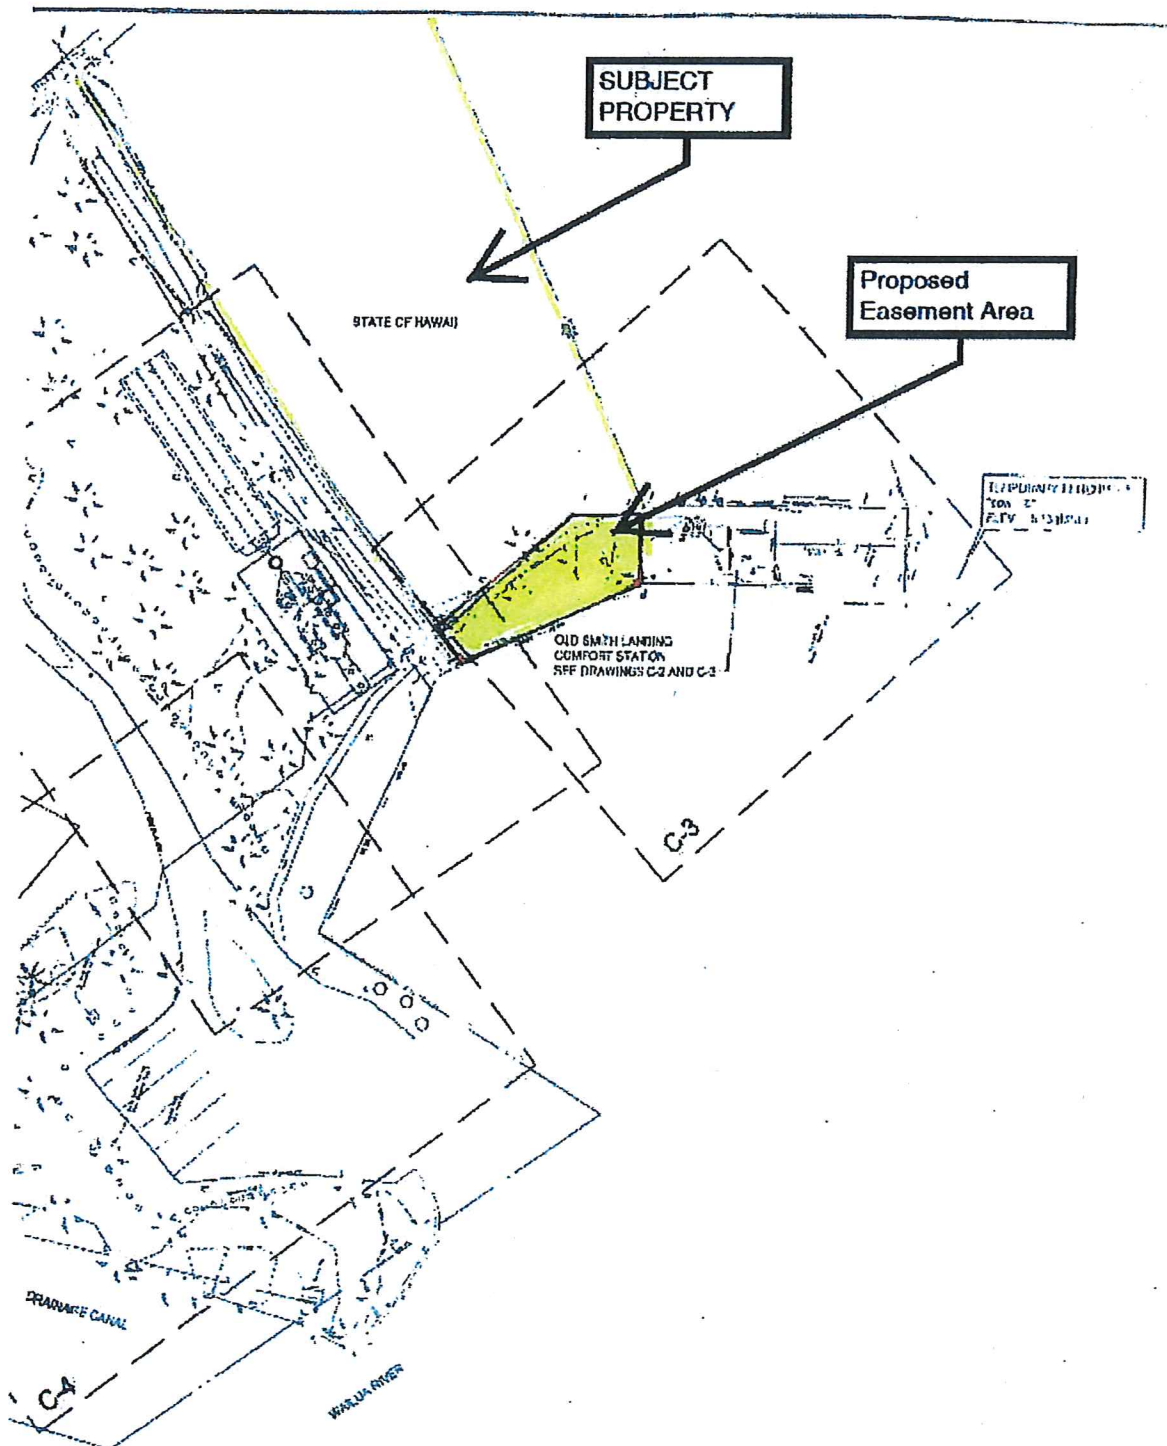 SUBJECT
PROPERTY
Proposed
Easement Area
STATE OF HAWAII
OLD SMITH LANDING
COMFORT STATION
SEE DRAWINGS C-2 AND C-3
C-3
DRAINAGE CANAL
C-4
WAILUA RIVER